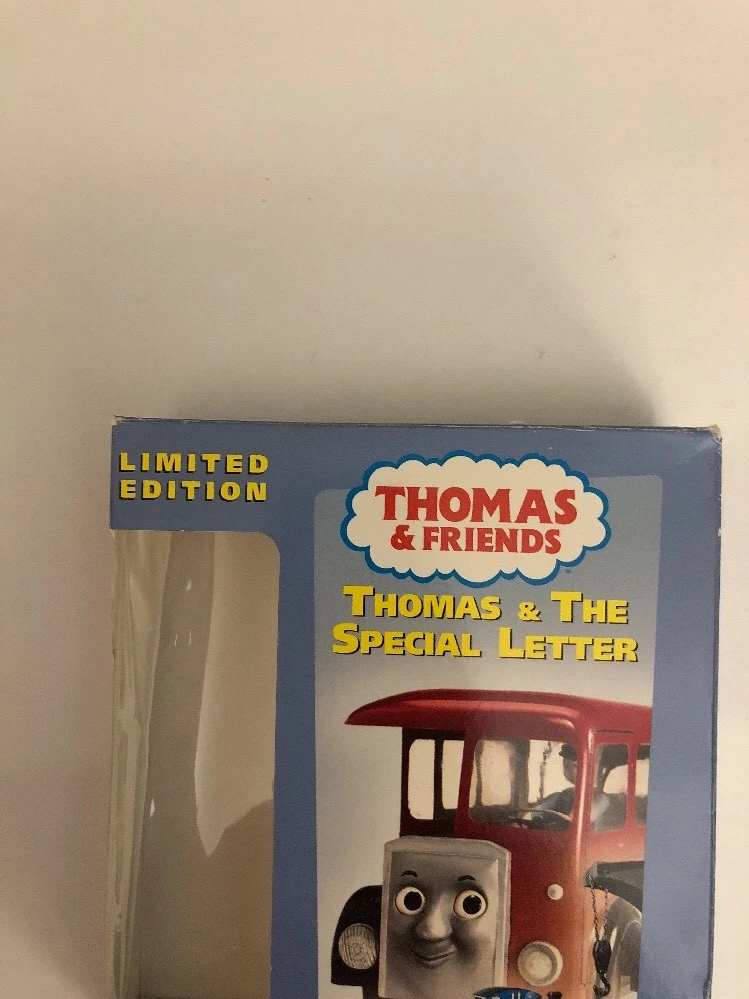 LIMITED
EDITION
THOMAS
& FRIENDS
THOMAS & THE
SPECIAL LETTER